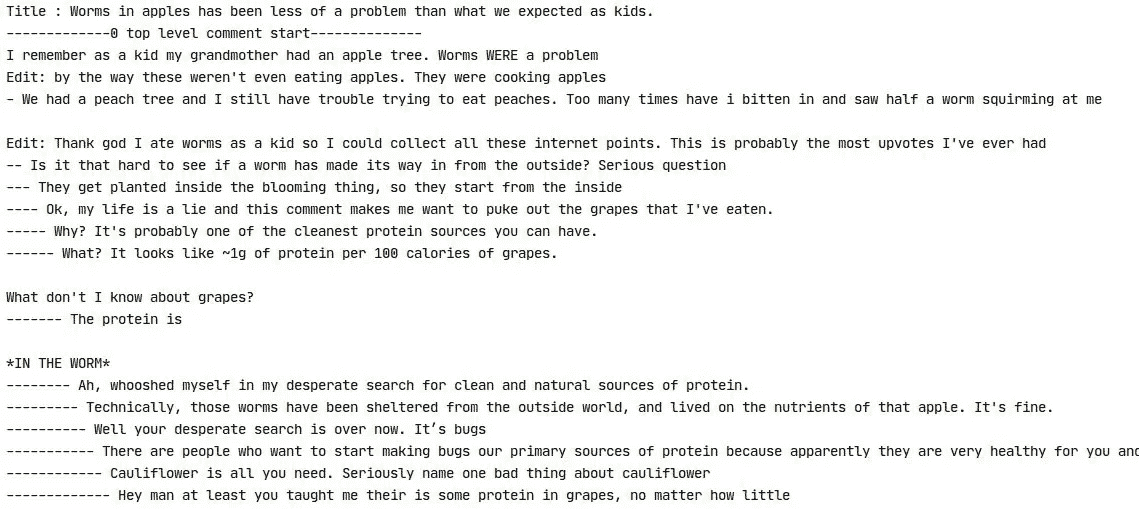 Title : Worms in apples has been less of a problem than what we expected as kids.
-------------0 top level comment start--------------
I remember as a kid my grandmother had an apple tree. Worms WERE a problem
Edit: by the way these weren't even eating apples. They were cooking apples
- We had a peach tree and I still have trouble trying to eat peaches. Too many times have i bitten in and saw half a worm squirming at me
Edit: Thank god I ate worms as a kid so I could collect all these internet points. This is probably the most upvotes I've ever had
-- Is it that hard to see if a worm has made its way in from the outside? Serious question
--- They get planted inside the blooming thing, so they start from the inside
---- Ok, my life is a lie and this comment makes me want to puke out the grapes that I've eaten.
----- Why? It's probably one of the cleanest protein sources you can have.
------ What? It looks like ~1g of protein per 100 calories of grapes.
What don't I know about grapes?
------- The protein is
*IN THE WORM*
-------- Ah, whooshed myself in my desperate search for clean and natural sources of protein.
--------- Technically, those worms have been sheltered from the outside world, and lived on the nutrients of that apple. It's fine.
---------- Well your desperate search is over now. It’s bugs
----------- There are people who want to start making bugs our primary sources of protein because apparently they are very healthy for you and
------------ Cauliflower is all you need. Seriously name one bad thing about cauliflower
------------- Hey man at least you taught me their is some protein in grapes, no matter how little